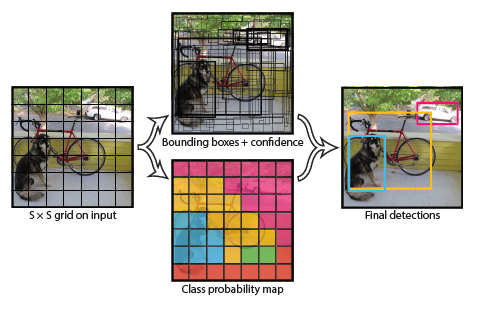 Bounding boxes + confidence
S × S grid on input
Final detections
Class probability map